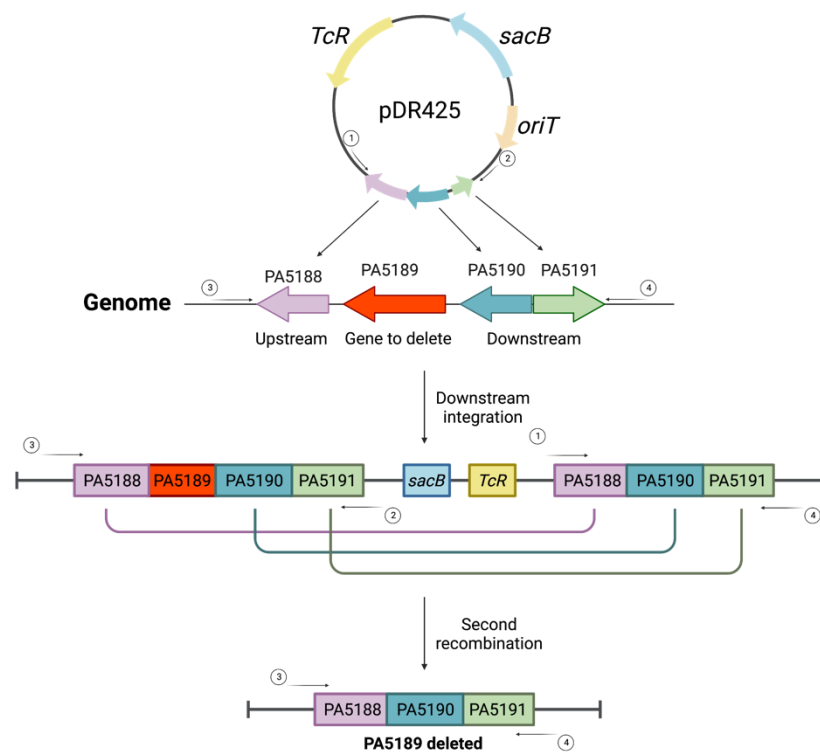 TcR
sacB
pDR425
oriT
1
2
PA5188
PA5189
PA5190
PA5191
Genome
3
4
Upstream
Gene to delete
Downstream
Downstream
integration
3
1
PA5188
PA5189
PA5190
PA5191
sacB
TcR
PA5188
PA5190
PA5191
2
4
Second
recombination
3
PA5188
PA5190
PA5191
4
PA5189 deleted